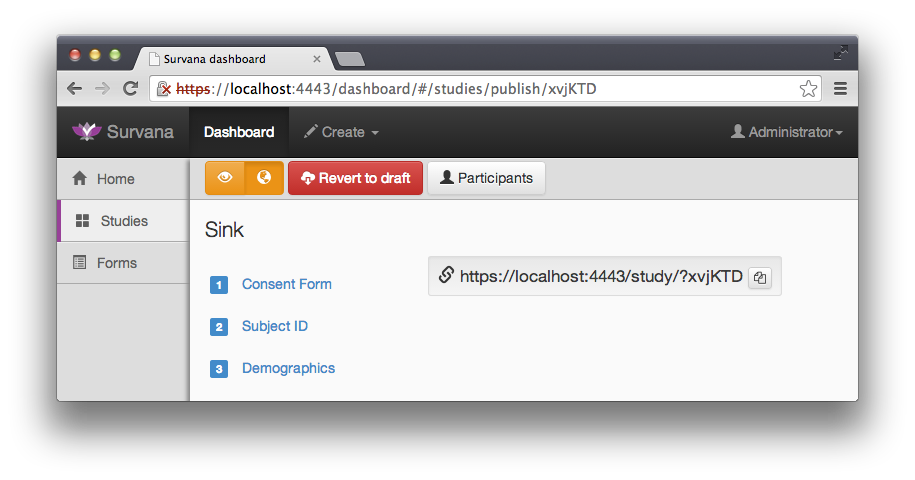 Survana dashboard
https://localhost:4443/dashboard/#/studies/publish/xvjKTD
Survana Dashboard Create Administrator
Home
Studies
Forms
Revert to draft Participants
Sink
1 Consent Form
2 Subject ID
3 Demographics
https://localhost:4443/study/?xvjKTD